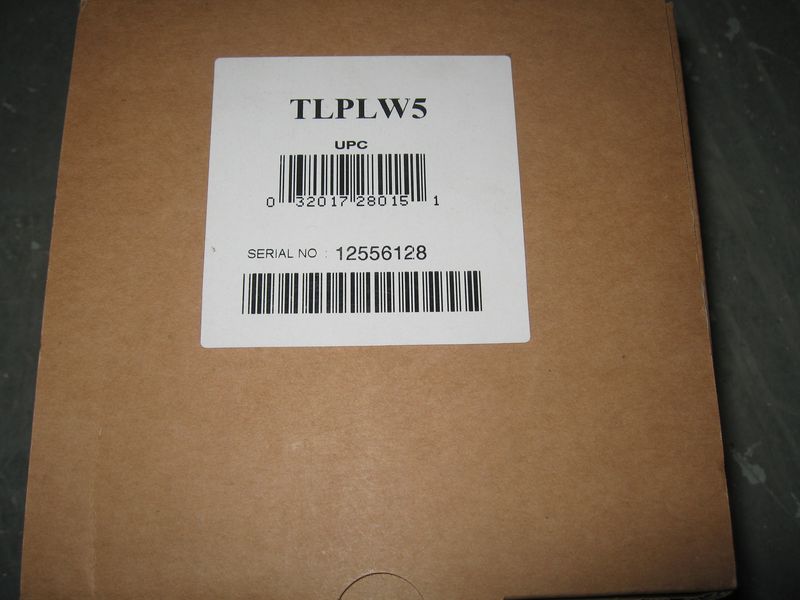 TLPLW5
UPC
0 32017 28015 1
SERIAL NO : 12556128